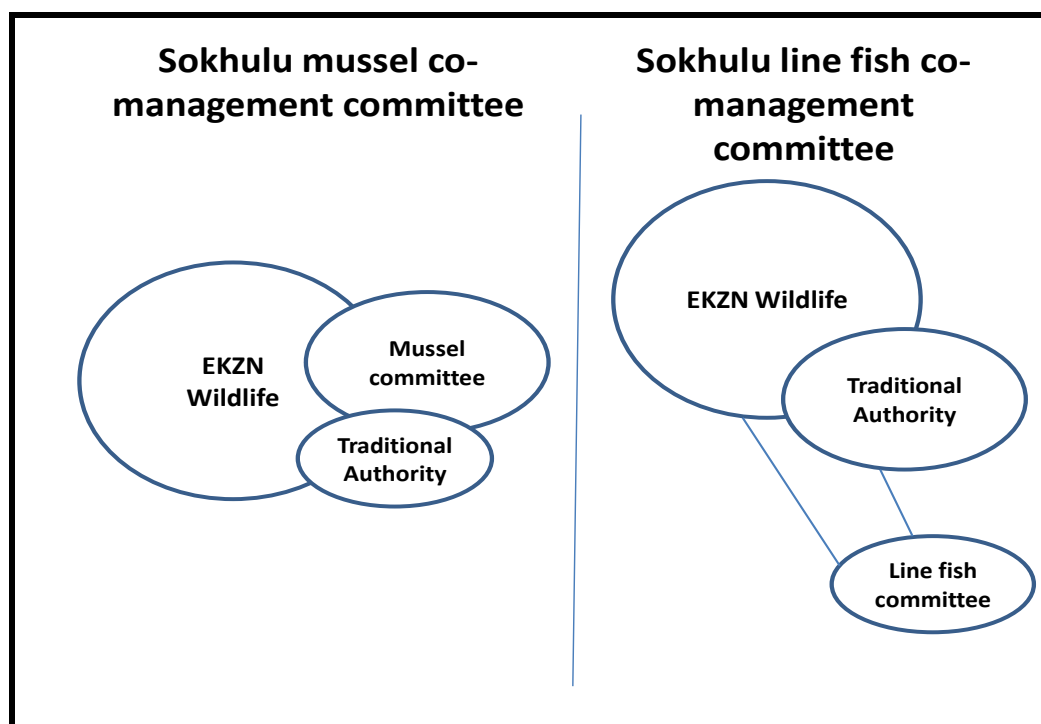 Sokhulu mussel co-
management committee
EKZN
Wildlife
Mussel
committee
Traditional
Authority
Sokhulu line fish co-
management
committee
EKZN Wildlife
Traditional
Authority
Line fish
committee